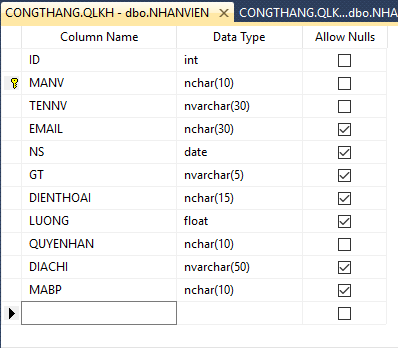 CONGTHANG.QLKH - dbo.NHANVIEN CONGTHANG.QLK...dbo.NHA
Column Name Data Type Allow Nulls
ID int
MANV nchar(10)
TENNV nvarchar(30)
EMAIL nchar(30)
NS date
GT nvarchar(5)
DIENTHOAI nchar(15)
LUONG float
QUYENHAN nchar(10)
DIACHI nvarchar(50)
MABP nchar(10)